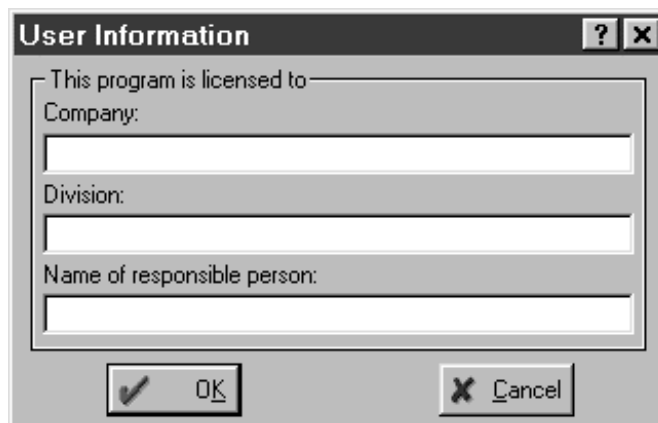 User Information
This program is licensed to
Company:
Division:
Name of responsible person:
OK
Cancel